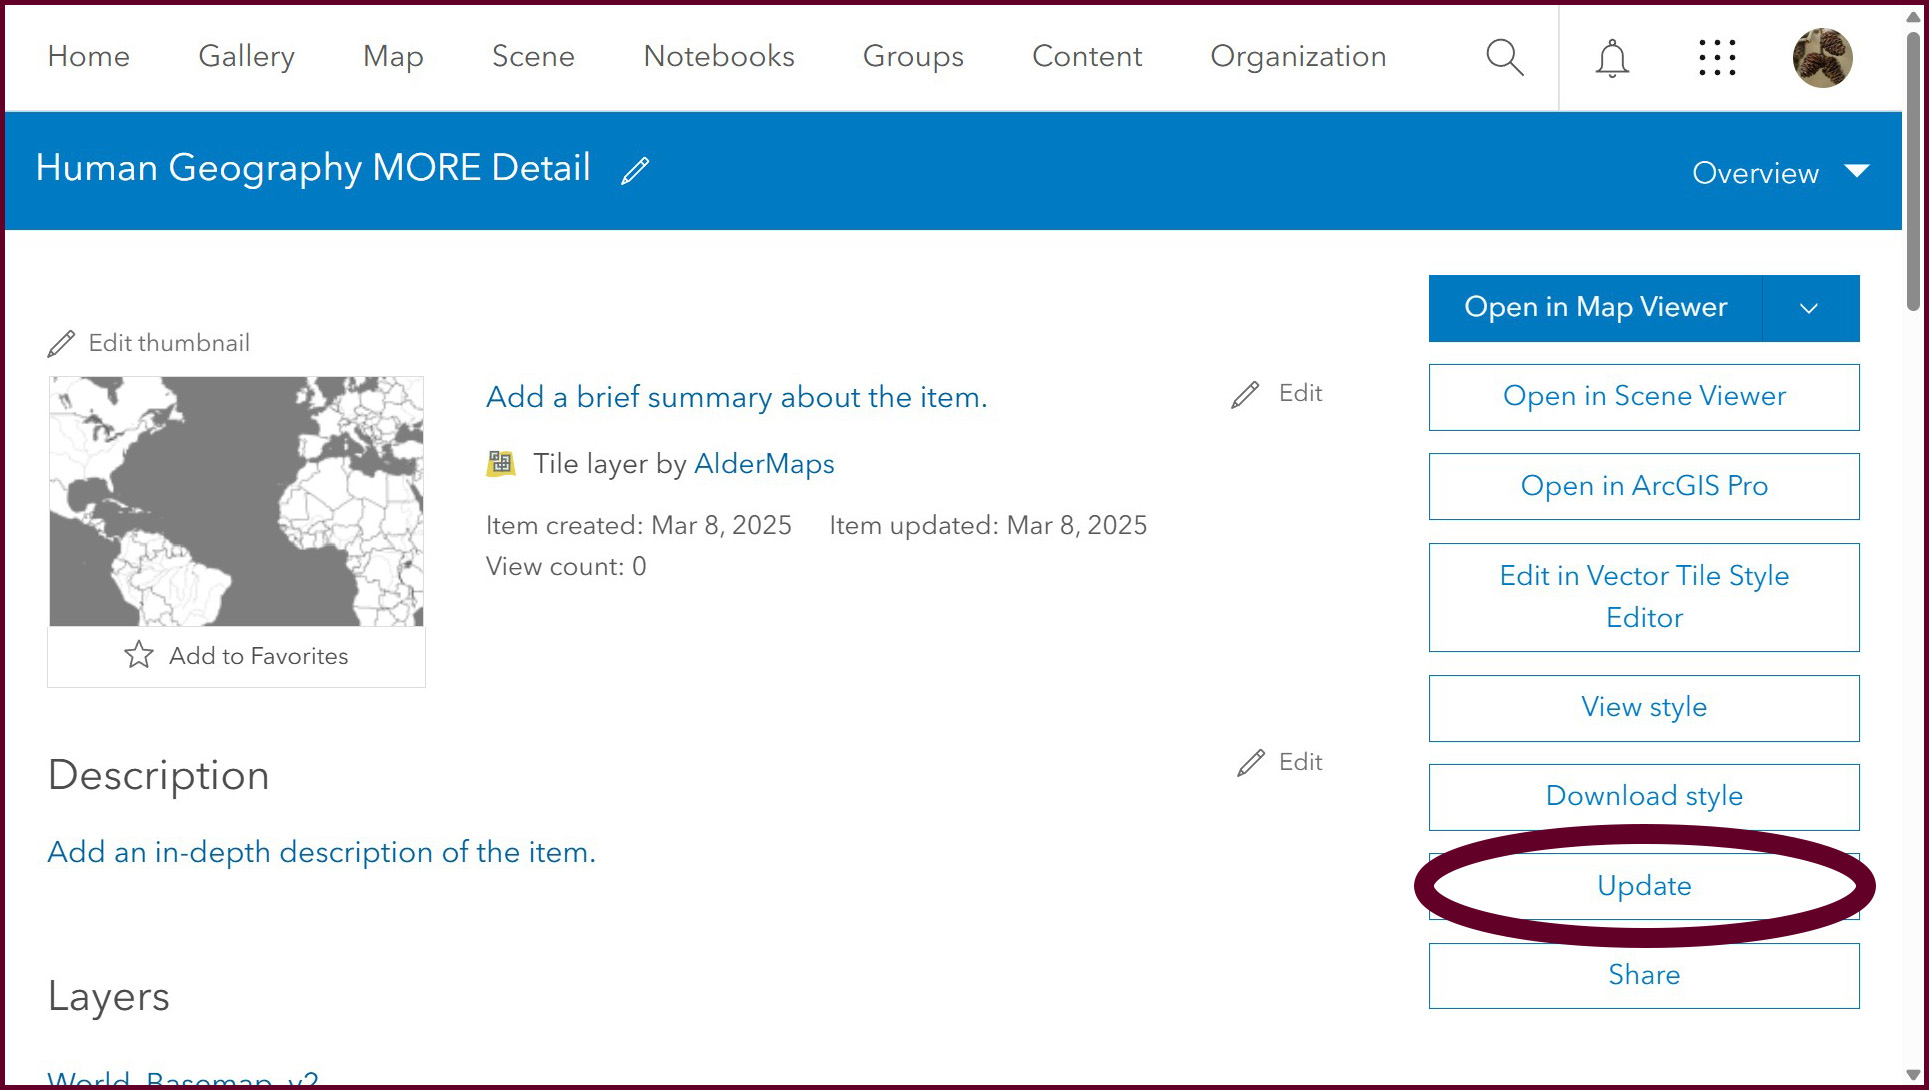 Home Gallery Map Scene Notebooks Groups Content Organization
Human Geography MORE Detail
Overview
Open in Map Viewer
Edit thumbnail
Add a brief summary about the item.
Edit
Open in Scene Viewer
Tile layer by AlderMaps
Open in ArcGIS Pro
Item created: Mar 8, 2025 Item updated: Mar 8, 2025
View count: 0
Edit in Vector Tile Style
Editor
Add to Favorites
View style
Description
Edit
Download style
Add an in-depth description of the item.
Update
Share
Layers
World_Basemap_v2